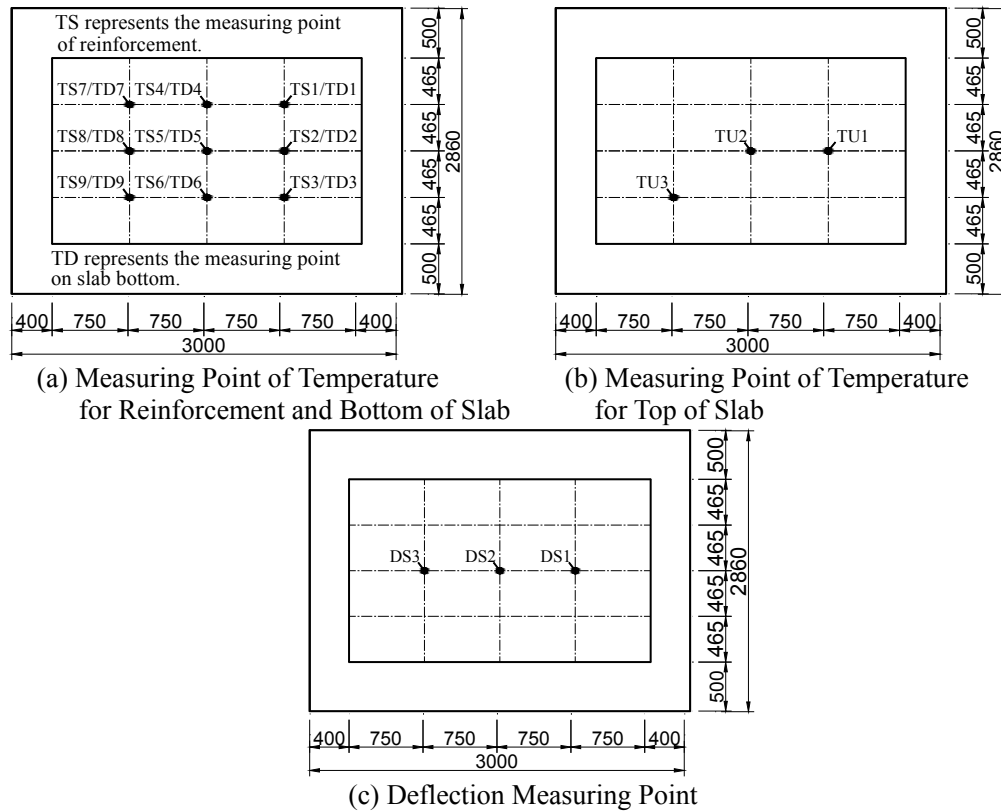 TS represents the measuring point
of reinforcement.
TS7/TD7 TS4/TD4 TS1/TD1
TS8/TD8 TS5/TD5 TS2/TD2
TS9/TD9 TS6/TD6 TS3/TD3
TD represents the measuring point
on slab bottom.
500
465
465
465
465
500
2860
400 750 750 750 750 400
3000
(a) Measuring Point of Temperature
for Reinforcement and Bottom of Slab
TU2 TU1
TU3
500
465
465
465
465
500
2860
400 750 750 750 750 400
3000
(b) Measuring Point of Temperature
for Top of Slab
DS3 DS2 DS1
500
465
465
465
465
500
2860
400 750 750 750 750 400
3000
(c) Deflection Measuring Point